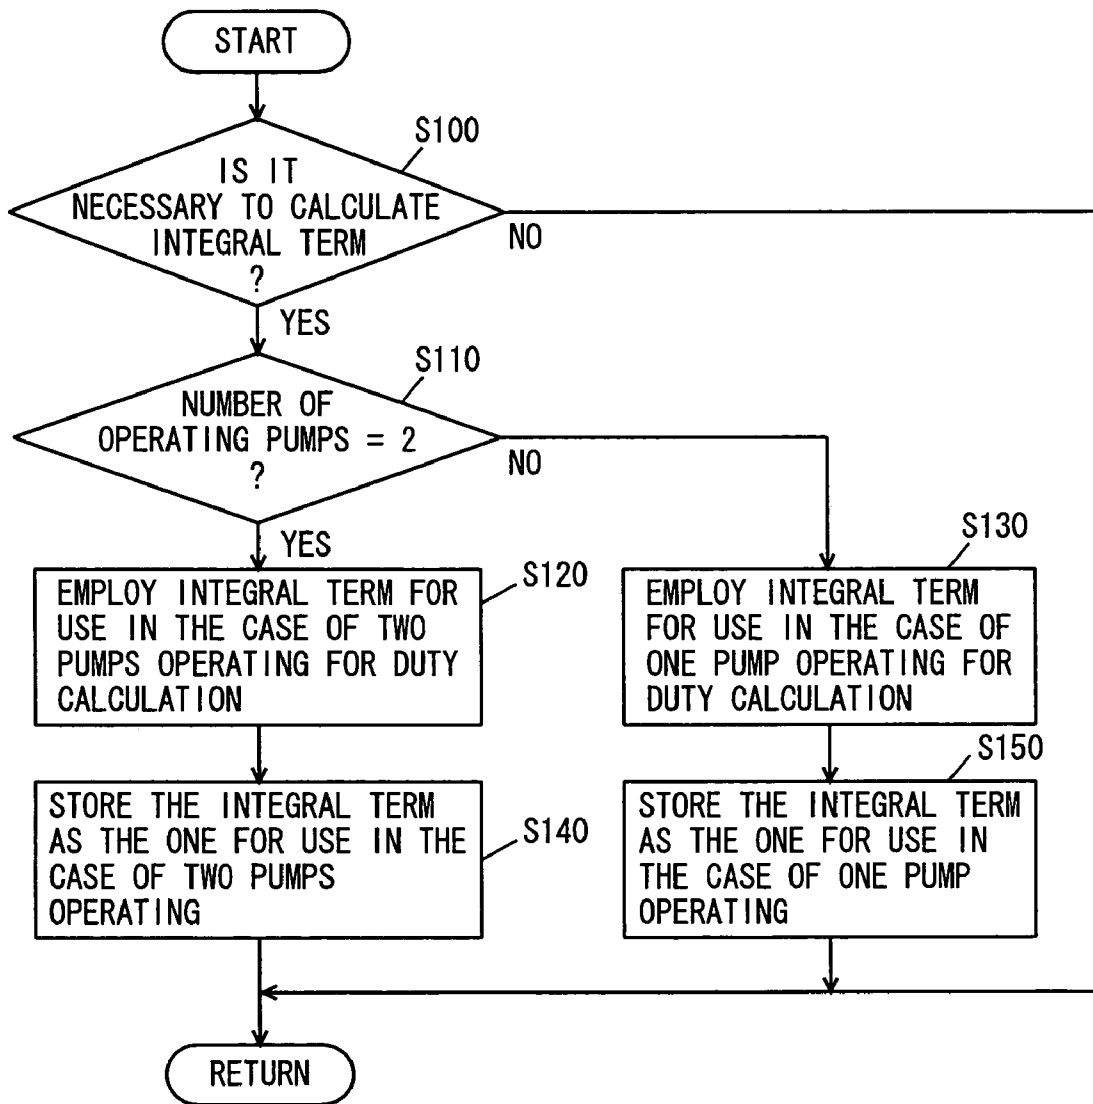 START
S100
IS IT
NECESSARY TO CALCULATE
INTEGRAL TERM
?
NO
YES
S110
NUMBER OF
OPERATING PUMPS = 2
?
NO
YES
S120
EMPLOY INTEGRAL TERM FOR
USE IN THE CASE OF TWO
PUMPS OPERATING FOR DUTY
CALCULATION
S130
EMPLOY INTEGRAL TERM
FOR USE IN THE CASE OF
ONE PUMP OPERATING FOR
DUTY CALCULATION
S140
STORE THE INTEGRAL TERM
AS THE ONE FOR USE IN THE
CASE OF TWO PUMPS
OPERATING
S150
STORE THE INTEGRAL TERM
AS THE ONE FOR USE IN
THE CASE OF ONE PUMP
OPERATING
RETURN